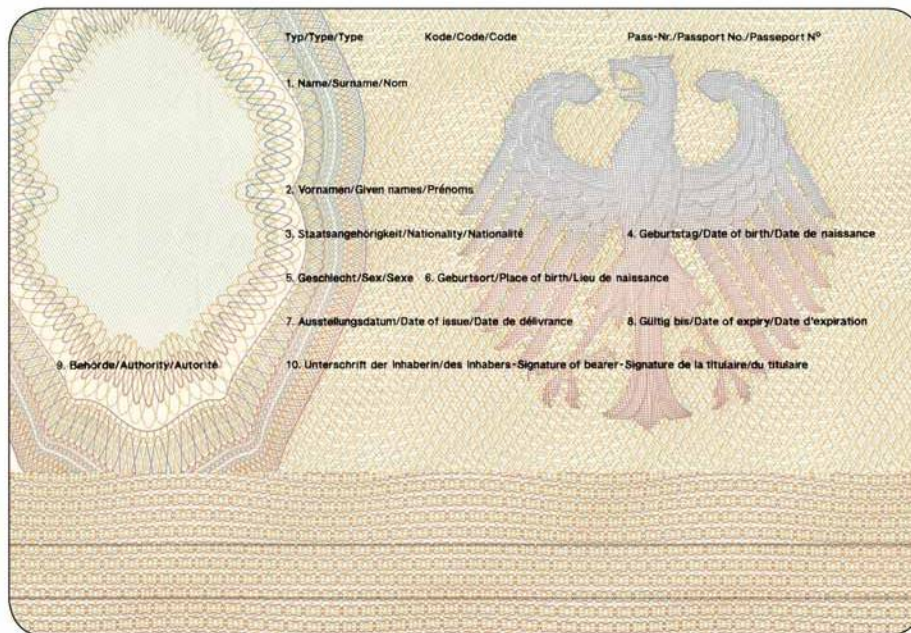 Typ/Type/Type Kode/Code/Code Pass-Nr./Passport No./Passeport Nº
1. Name/Surname/Nom
2. Vornamen/Given names/Prénoms
3. Staatsangehörigkeit/Nationality/Nationalité 4. Geburtstag/Date of birth/Date de naissance
5. Geschlecht/Sex/Sexe 6. Geburtsort/Place of birth/Lieu de naissance
7. Ausstellungsdatum/Date of issue/Date de délivrance 8. Gültig bis/Date of expiry/Date d'expiration
9. Behörde/Authority/Autorité 10. Unterschrift der Inhaberin/des Inhabers-Signature of bearer-Signature de la titulaire/du titulaire